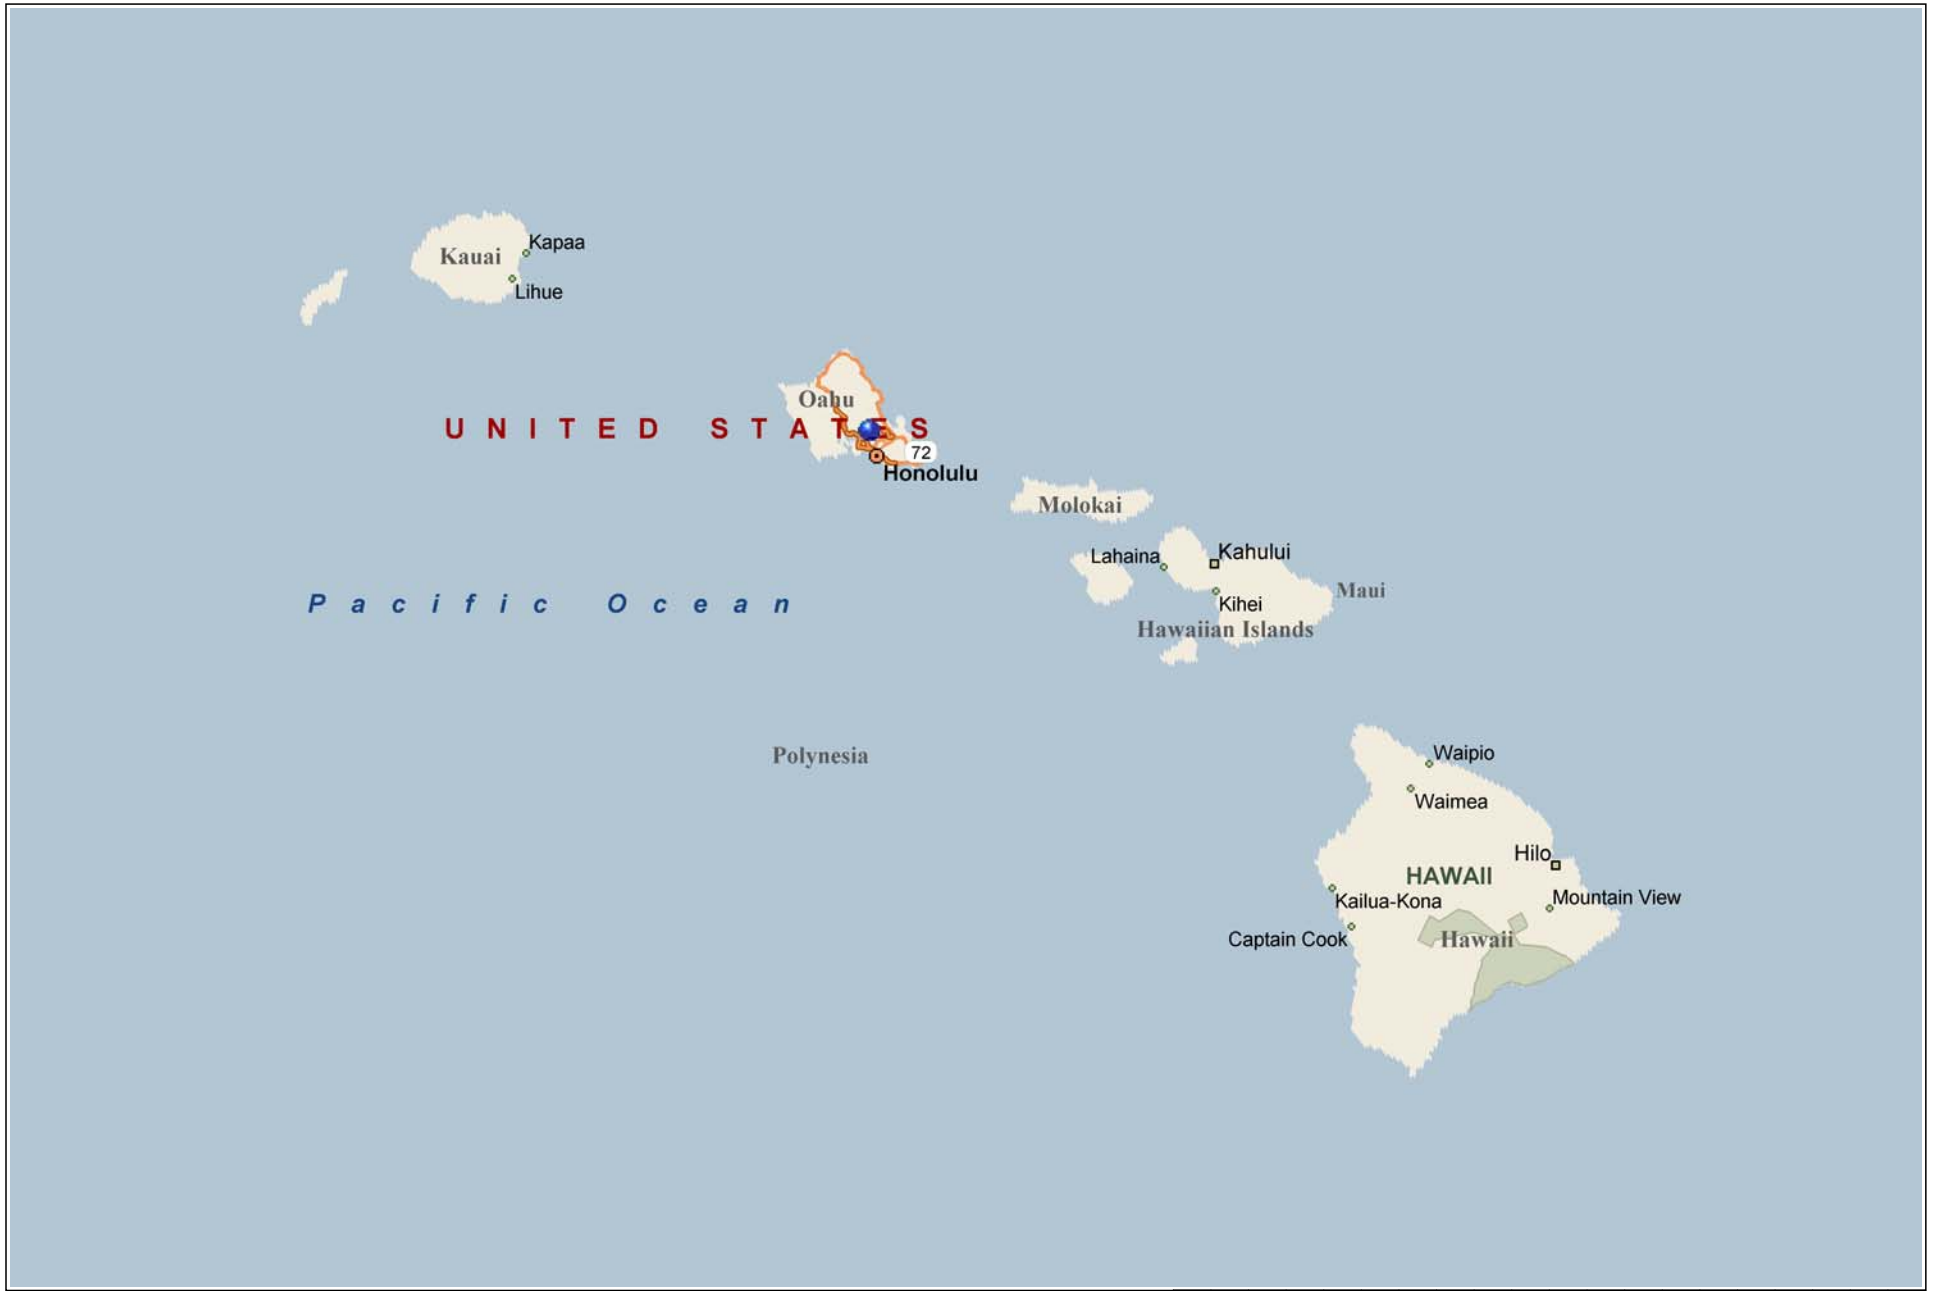 Kapaa
Kauai
Lihue
Oahu
UNITED STATES
72
Honolulu
Molokai
Lahaina
Kahului
Maui
Pacific Ocean
Kihei
Hawaiian Islands
Polynesia
Waipio
Waimea
Hilo
HAWAII
Mountain View
Kailua-Kona
Captain Cook
Hawaii